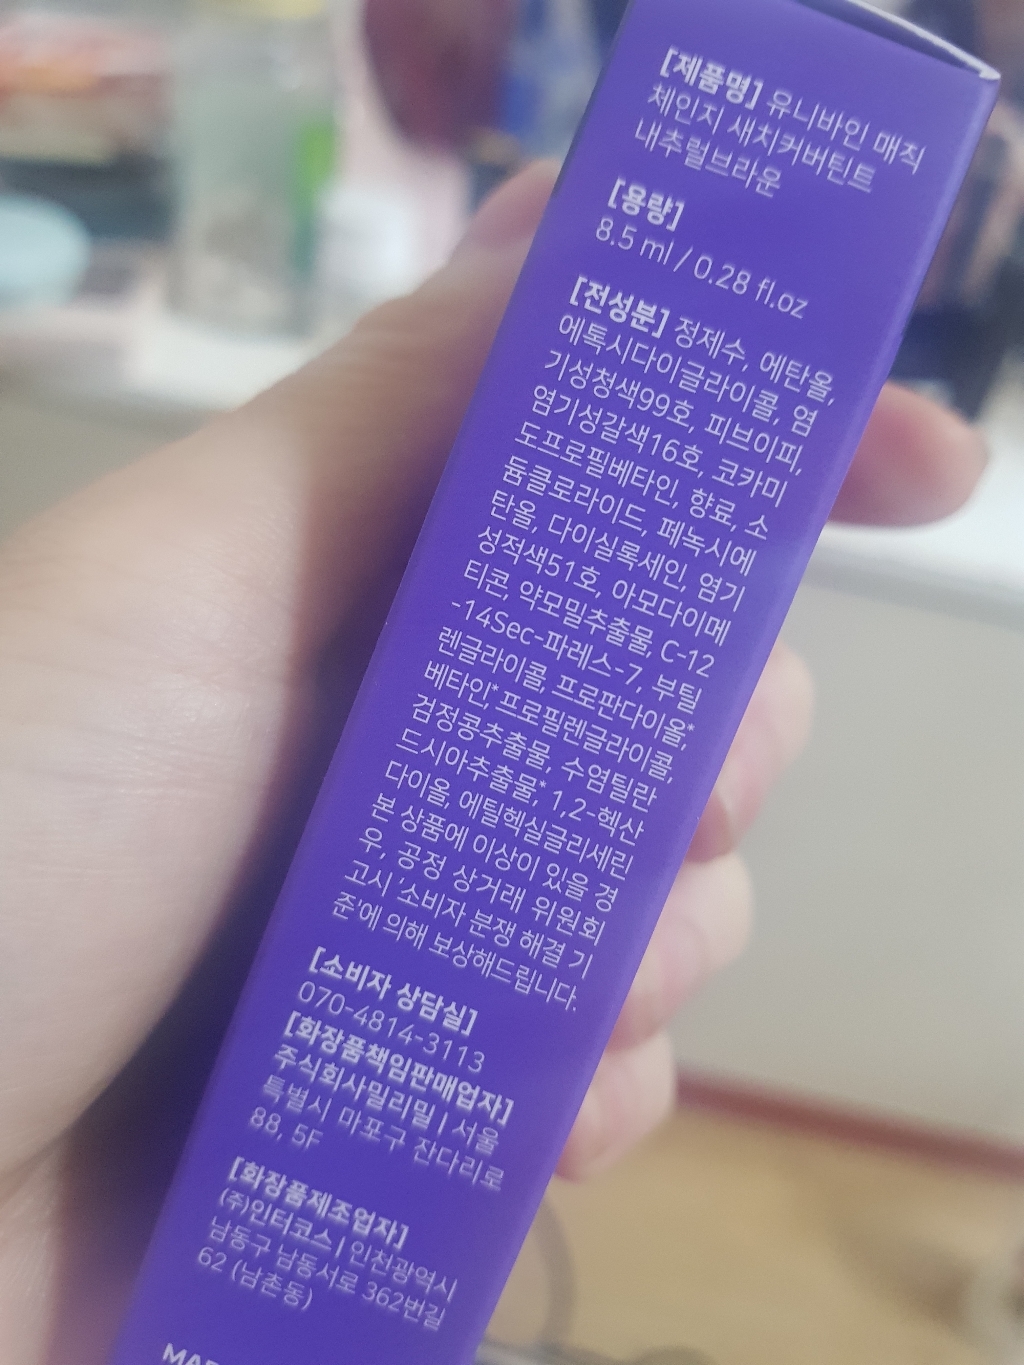 [제품명] 유니바인 매직
체인지 새치커버틴트
내추럴브라운
[용량]
8.5 ml / 0.28 fl.oz
[전성분] 정제수, 에탄올,
에톡시다이글라이콜, 염
기성청색99호, 피브이피,
염기성갈색16호, 코카미
도프로필베타인, 향료, 소
듐클로라이드, 페녹시에
탄올, 다이실록세인, 염기
성적색51호, 아모다이메
티콘, 약모밀추출물, C-12
-14Sec-파레스-7, 부틸
렌글라이콜, 프로판다이올,*
베타인,*프로필렌글라이콜,
검정콩추출물, 수염틸란
드시아추출물,* 1,2-헥산
다이올, 에틸헥실글리세린
본 상품에 이상이 있을 경
우, 공정 상거래 위원회
고시 '소비자 분쟁 해결 기
준'에 의해 보상해드립니다.
[소비자 상담실]
070-4814-3113
[화장품책임판매업자]
주식회사밀리밀 | 서울
특별시 마포구 잔다리로
88, 5F
[화장품제조업자]
(주)인터코스 | 인천광역시
남동구 남동서로 362번길
62 (남촌동)